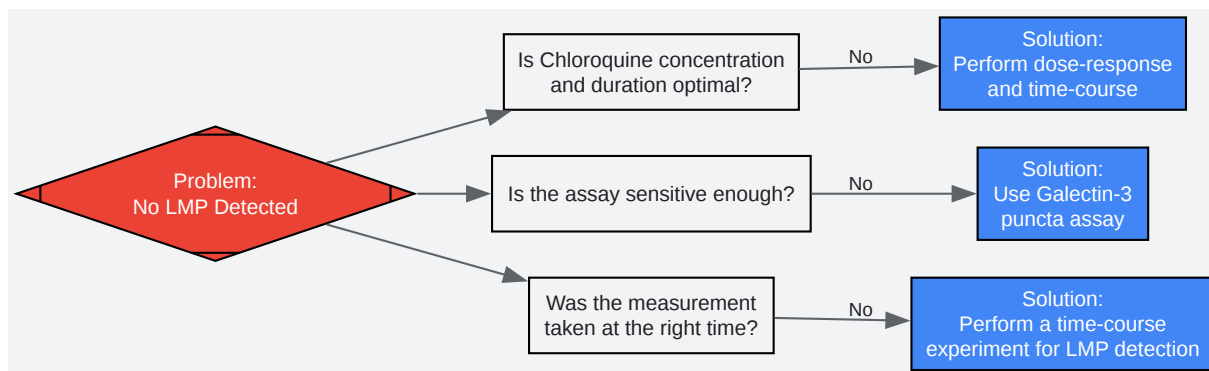 Problem:
No LMP Detected
Is Chloroquine concentration
and duration optimal?
No
Solution:
Perform dose-response
and time-course
Is the assay sensitive enough?
No
Solution:
Use Galectin-3
puncta assay
Was the measurement
taken at the right time?
No
Solution:
Perform a time-course
experiment for LMP detection